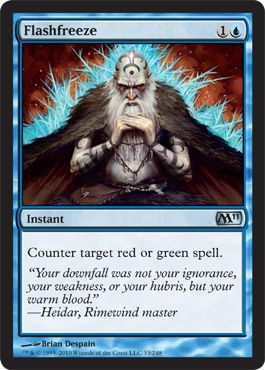 Flashfreeze 1
Instant M11
Counter target red or green spell.
“Your downfall was not your ignorance,
your weakness, or your hubris, but your
warm blood.”
—Heidar, Rimewind master
Brian Despain
™ & © 1993–2010 Wizards of the Coast LLC 53/249